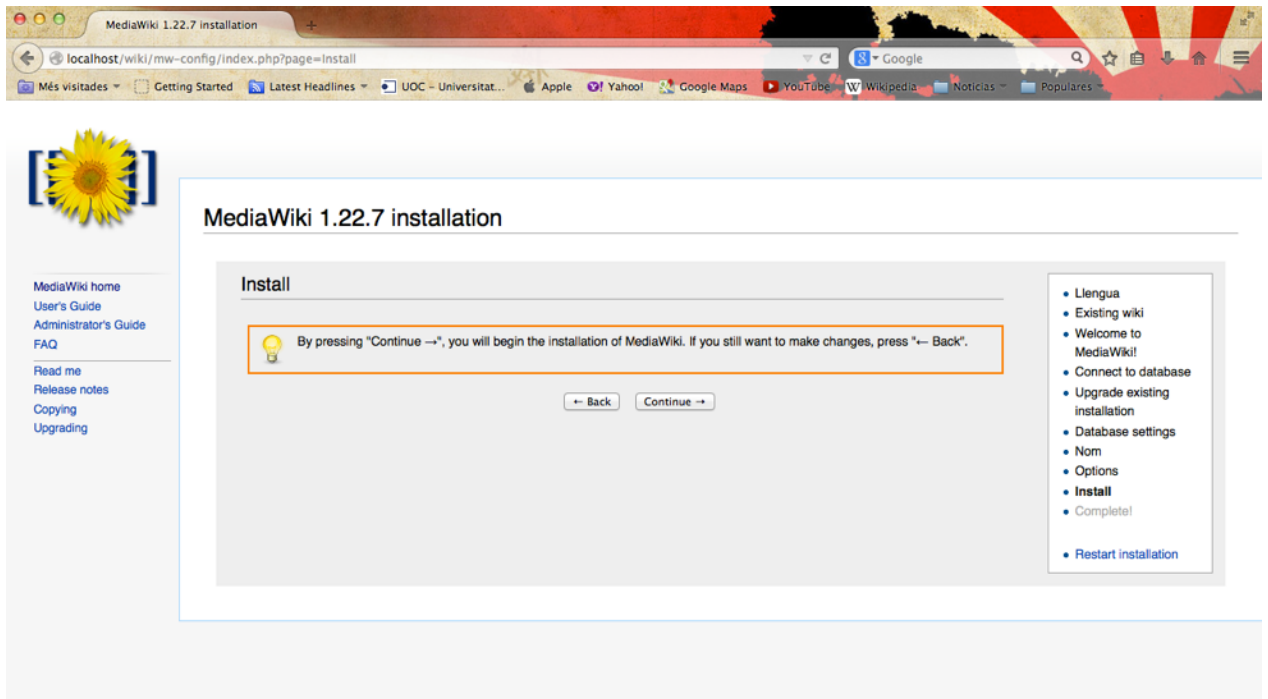 MediaWiki 1.22.7 installation
localhost/wiki/mw-config/index.php?page=Install
Google
Més visitades
Getting Started
Latest Headlines
UOC - Universitat...
Apple
Yahoo!
Google Maps
YouTube
Wikipedia
Noticias
Populares
MediaWiki 1.22.7 installation
MediaWiki home
User's Guide
Administrator's Guide
FAQ
Read me
Release notes
Copying
Upgrading
Install
By pressing "Continue →", you will begin the installation of MediaWiki. If you still want to make changes, press "← Back".
← Back
Continue →
Llengua
Existing wiki
Welcome to
MediaWiki!
Connect to database
Upgrade existing
installation
Database settings
Nom
Options
Install
Complete!
Restart installation